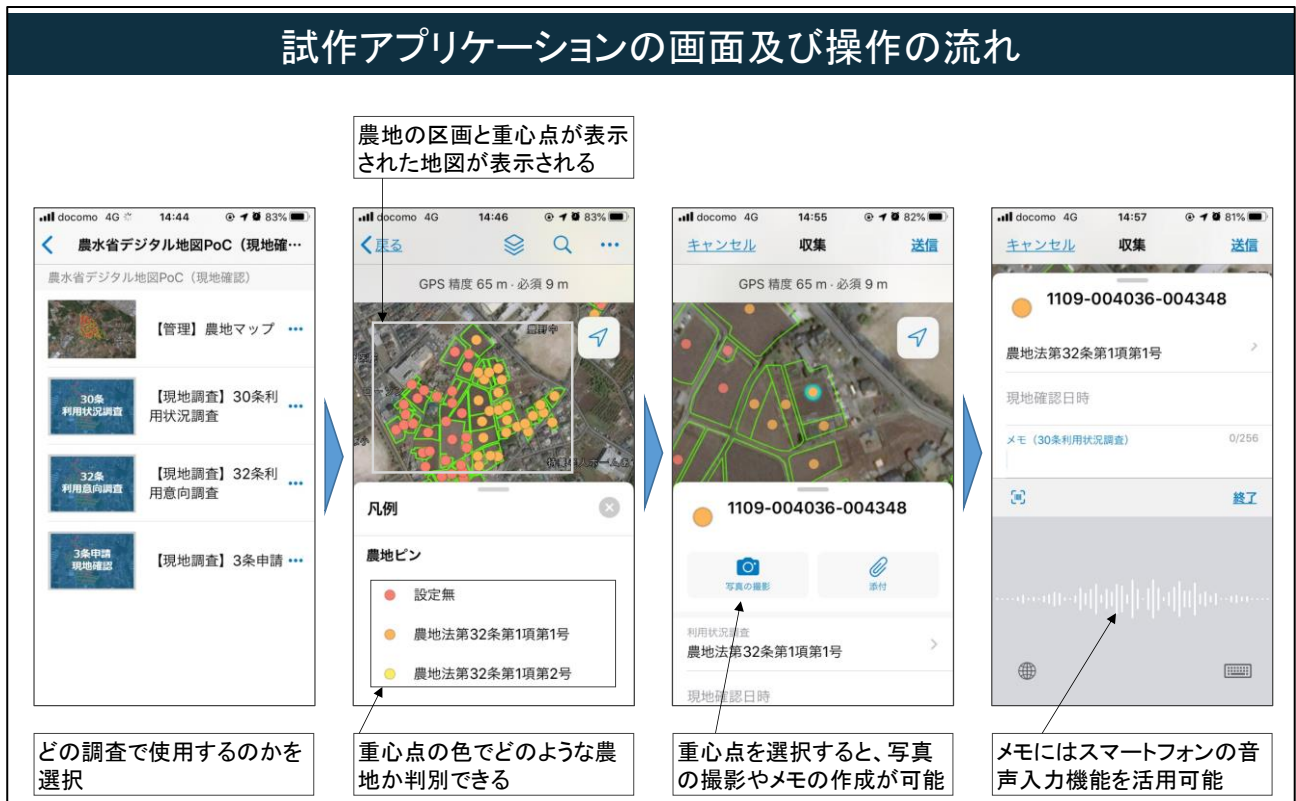 試作アプリケーションの画面及び操作の流れ
農地の区画と重心点が表示
された地図が表示される
docomo 4G 14:44 83%
農水省デジタル地図PoC（現地確…
農水省デジタル地図PoC（現地確認）
【管理】農地マップ
30条
利用状況調査
【現地調査】30条利
用状況調査
32条
利用意向調査
【現地調査】32条利
用意向調査
3条申請
現地確認
【現地調査】3条申請
どの調査で使用するのかを
選択
docomo 4G 14:46 83%
戻る
GPS 精度 65 m · 必須 9 m
凡例
農地ピン
設定無
農地法第32条第1項第1号
農地法第32条第1項第2号
重心点の色でどのような農
地か判別できる
docomo 4G 14:55 82%
キャンセル 収集 送信
GPS 精度 65 m · 必須 9 m
1109-004036-004348
写真の撮影 添付
利用状況調査
農地法第32条第1項第1号
現地確認日時
重心点を選択すると、写真
の撮影やメモの作成が可能
docomo 4G 14:57 81%
キャンセル 収集 送信
1109-004036-004348
農地法第32条第1項第1号
現地確認日時
メモ（30条利用状況調査） 0/256
終了
メモにはスマートフォンの音
声入力機能を活用可能